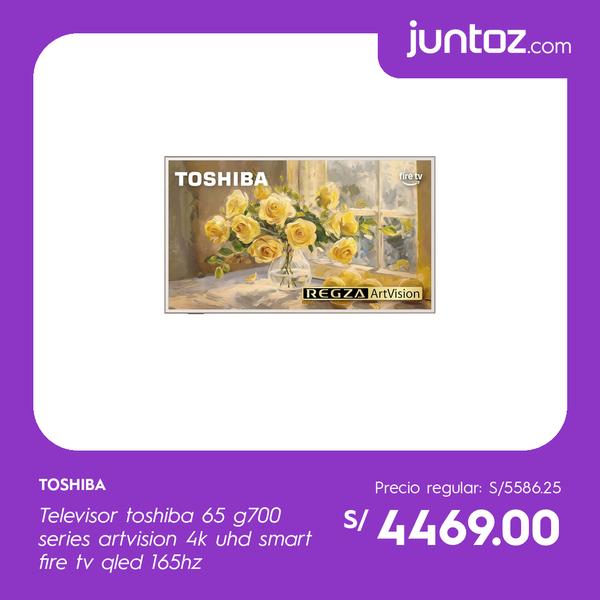 juntoz.com
TOSHIBA
fire tv
REGZA ArtVision
TOSHIBA
Televisor toshiba 65 g700
series artvision 4k uhd smart
fire tv qled 165hz
Precio regular: S/5586.25
S/ 4469.00